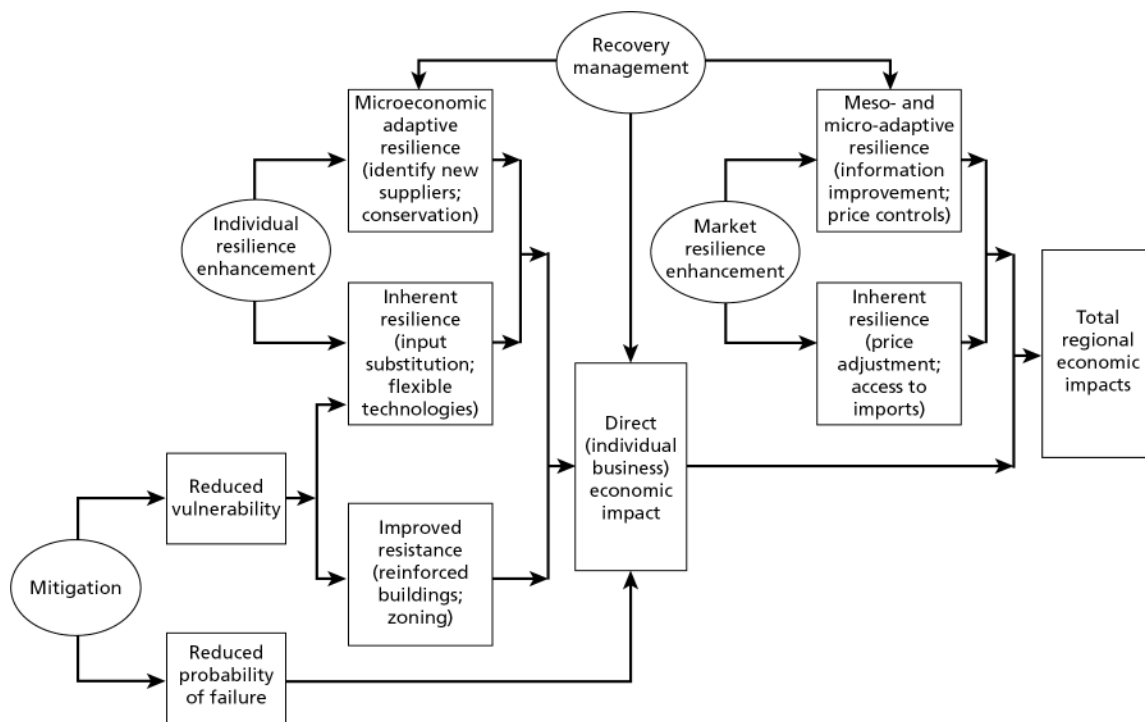 Recovery
management
Microeconomic
adaptive
resilience
(identify new
suppliers;
conservation)
Meso- and
micro-adaptive
resilience
(information
improvement;
price controls)
Individual
resilience
enhancement
Market
resilience
enhancement
Inherent
resilience
(input
substitution;
flexible
technologies)
Inherent
resilience
(price
adjustment;
access to
imports)
Total
regional
economic
impacts
Direct
(individual
business)
economic
impact
Reduced
vulnerability
Improved
resistance
(reinforced
buildings;
zoning)
Mitigation
Reduced
probability
of failure